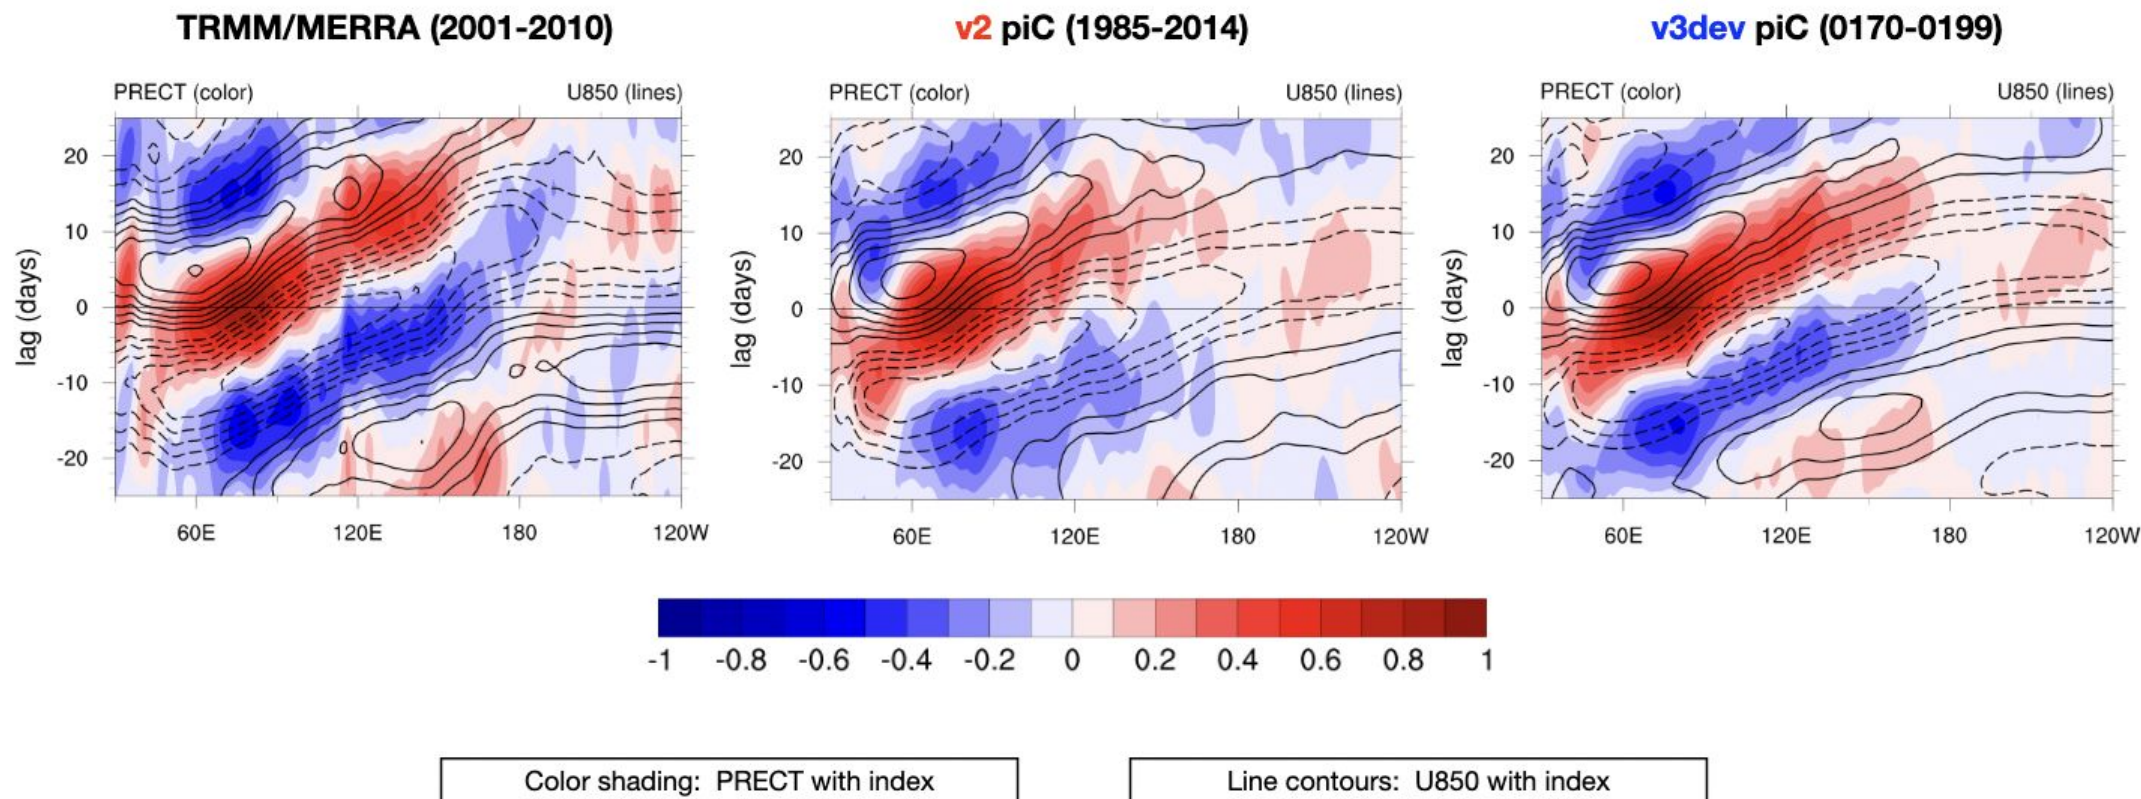 TRMM/MERRA (2001-2010) v2 piC (1985-2014) v3dev piC (0170-0199)
PRECT (color) U850 (lines) PRECT (color) U850 (lines) PRECT (color) U850 (lines)
lag (days) 20 10 0 -10 -20
lag (days) 20 10 0 -10 -20
lag (days) 20 10 0 -10 -20
60E 120E 180 120W 60E 120E 180 120W 60E 120E 180 120W
-1 -0.8 -0.6 -0.4 -0.2 0 0.2 0.4 0.6 0.8 1
Color shading: PRECT with index
Line contours: U850 with index